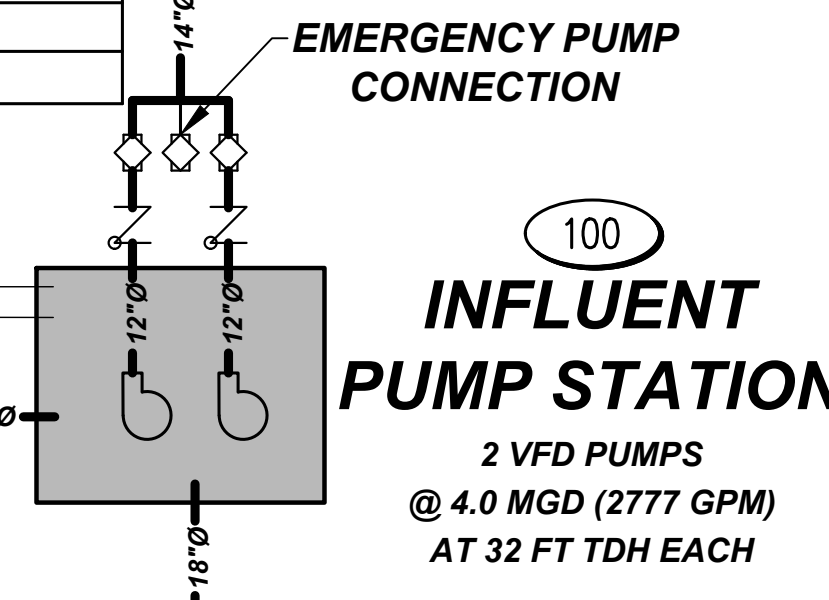 14"Ø
EMERGENCY PUMP
CONNECTION
100
INFLUENT
PUMP STATION
12"Ø
12"Ø
Ø
2 VFD PUMPS
@ 4.0 MGD (2777 GPM)
AT 32 FT TDH EACH
18"Ø